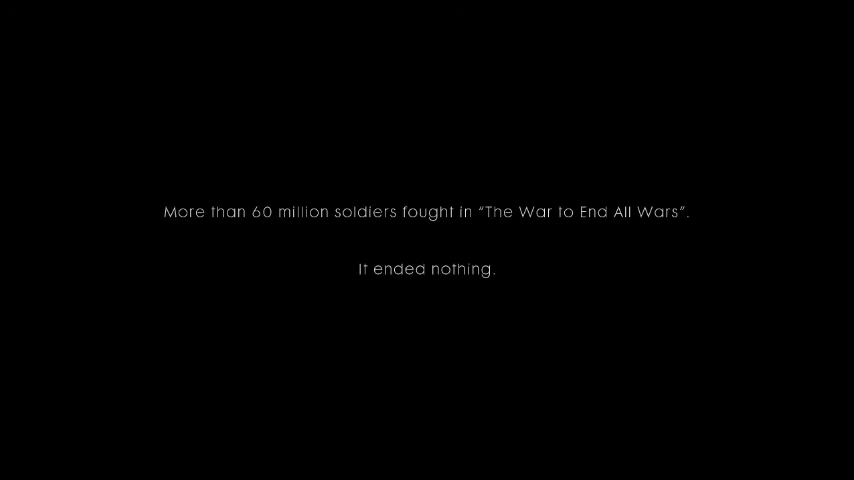 More than 60 million soldiers fought in “The War to End All Wars”.
It ended nothing.